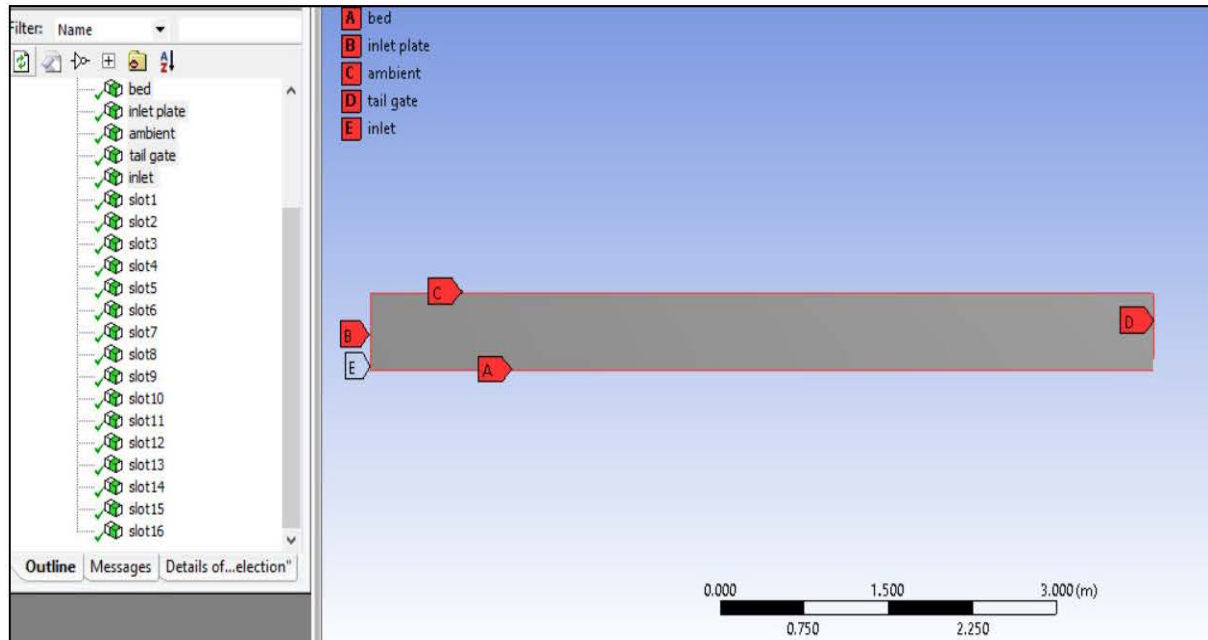 Filter: Name
bed
inlet plate
ambient
tail gate
inlet
slot1
slot2
slot3
slot4
slot5
slot6
slot7
slot8
slot9
slot10
slot11
slot12
slot13
slot14
slot15
slot16
Outline Messages Details of...election"
A bed
B inlet plate
C ambient
D tail gate
E inlet
C
B
D
E
A
0.000 1.500 3.000 (m)
0.750 2.250